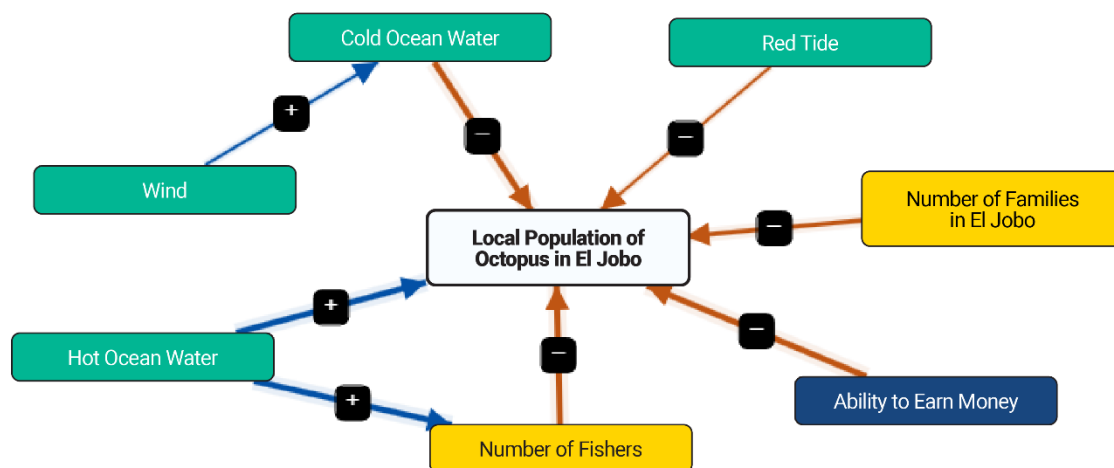 Cold Ocean Water
Red Tide
+
−
−
Wind
Number of Families
in El Jobo
−
Local Population of
Octopus in El Jobo
+
−
−
Hot Ocean Water
+
Ability to Earn Money
Number of Fishers